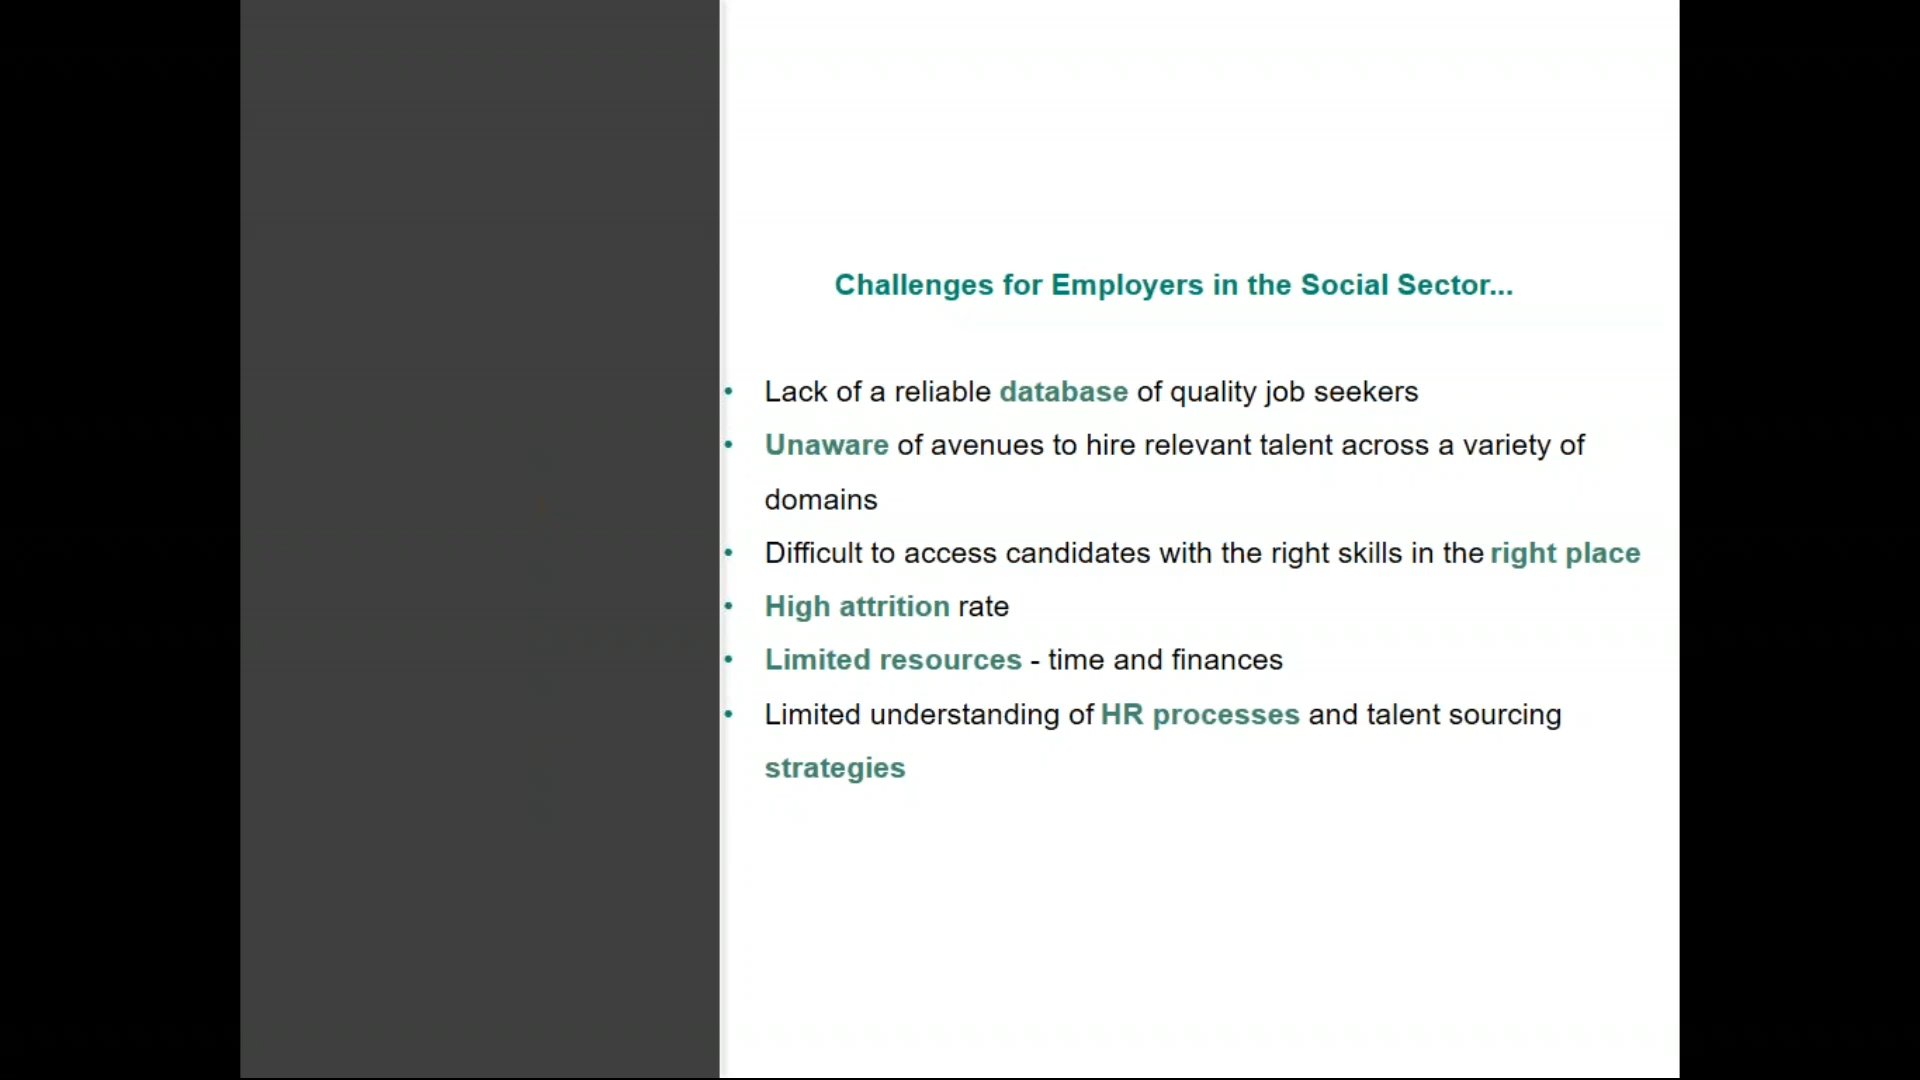 Challenges for Employers in the Social Sector...
• Lack of a reliable database of quality job seekers
• Unaware of avenues to hire relevant talent across a variety of
domains
• Difficult to access candidates with the right skills in the right place
• High attrition rate
• Limited resources - time and finances
• Limited understanding of HR processes and talent sourcing
strategies